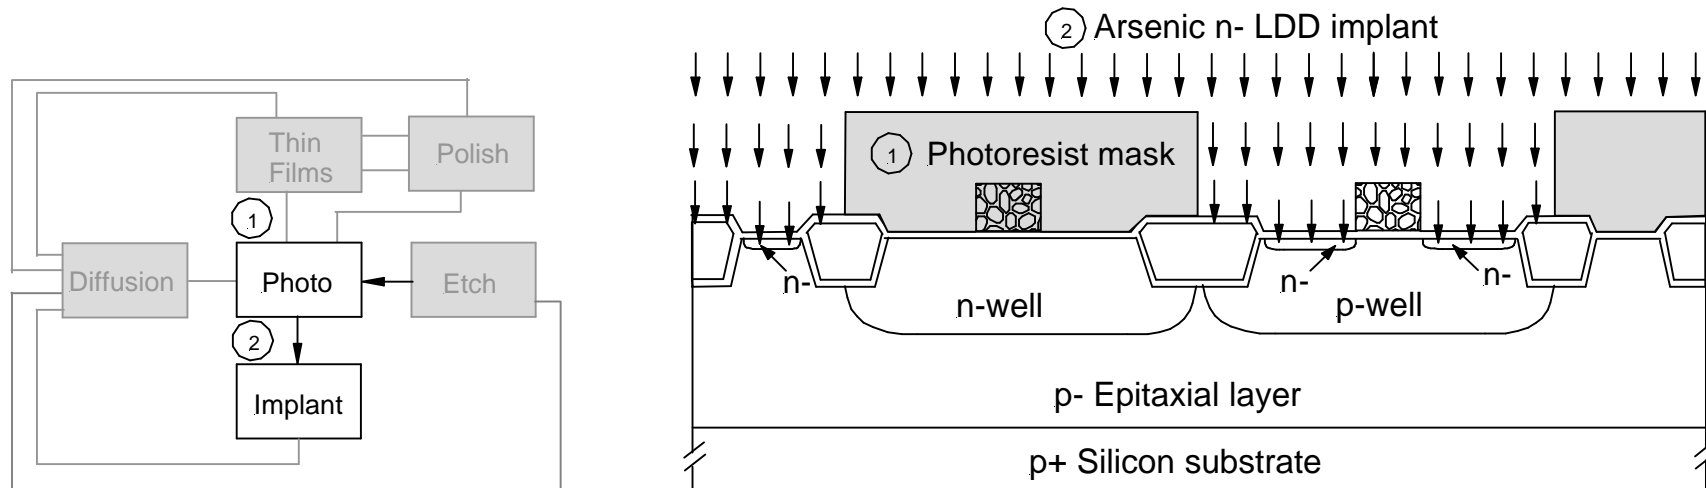 Thin
Films
Polish
1
Diffusion
Photo
Etch
2
Implant
2 Arsenic n- LDD implant
1 Photoresist mask
n-
n-
n-
n-well
p-well
p- Epitaxial layer
p+ Silicon substrate